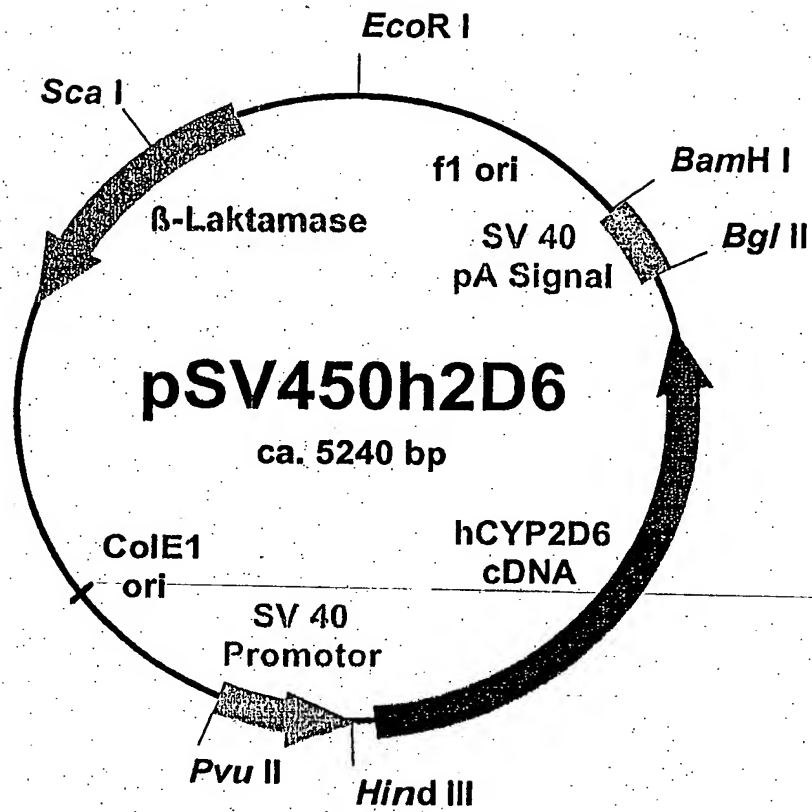 EcoR I
Sca I
f1 ori
BamH I
ß-Laktamase
SV 40
pA Signal
Bgl II
pSV450h2D6
ca. 5240 bp
ColE1
ori
hCYP2D6
cDNA
SV 40
Promotor
Pvu II
Hind III